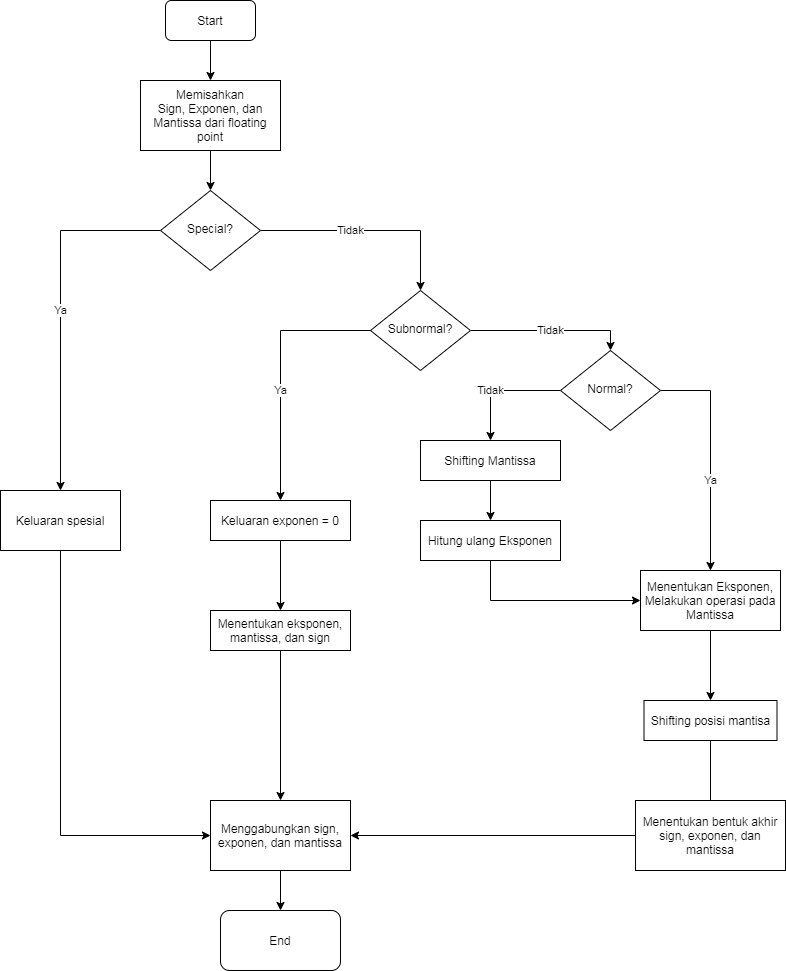 Start
Memisahkan
Sign, Exponen, dan
Mantissa dari floating
point
Special?
Tidak
Ya
Subnormal?
Tidak
Ya
Normal?
Tidak
Ya
Shifting Mantissa
Keluaran spesial
Keluaran exponen = 0
Hitung ulang Eksponen
Menentukan Eksponen,
Melakukan operasi pada
Mantissa
Menentukan eksponen,
mantissa, dan sign
Shifting posisi mantisa
Menggabungkan sign,
exponen, dan mantissa
Menentukan bentuk akhir
sign, exponen, dan
mantissa
End